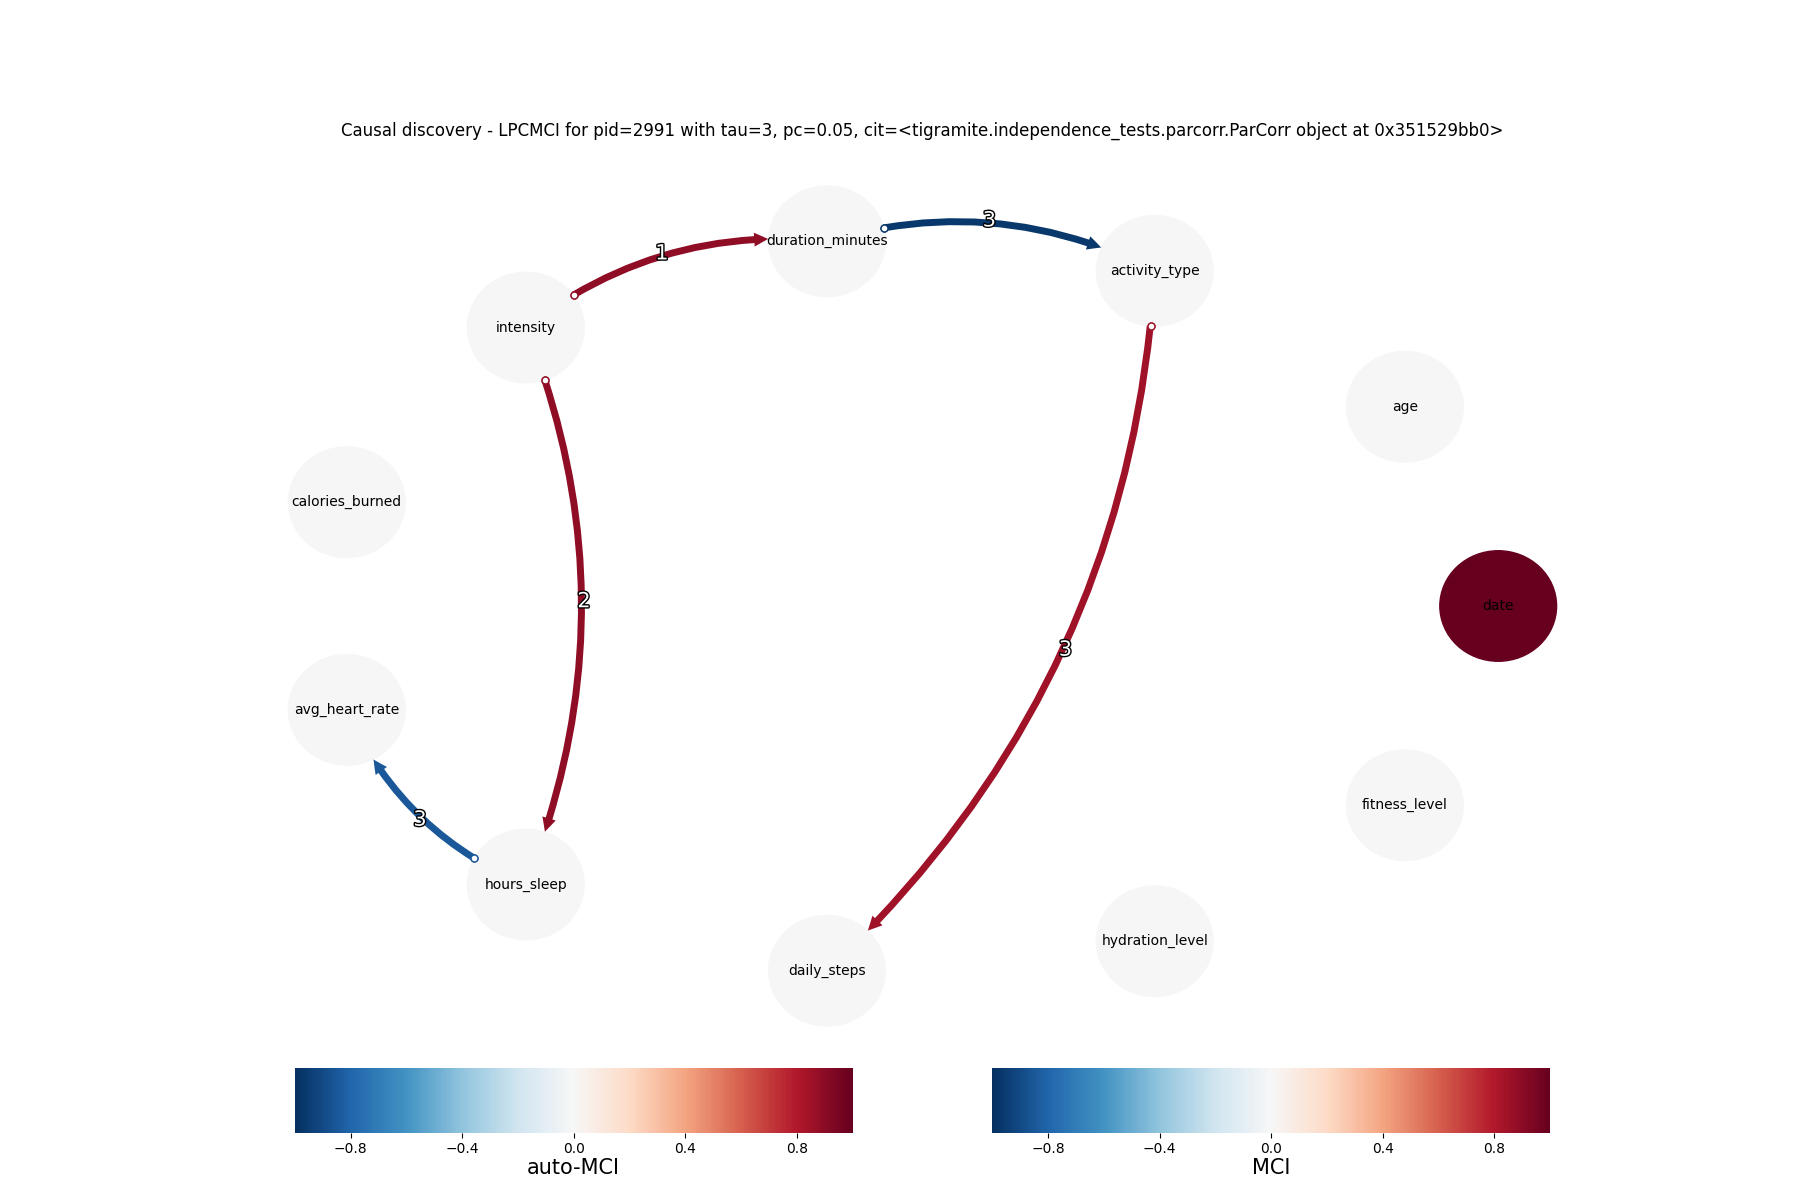 Causal discovery - LPCMCI for pid=2991 with tau=3, pc=0.05, cit=<tigramite.independence_tests.parcorr.ParCorr object at 0x351529bb0>
3
1
duration_minutes
activity_type
intensity
age
calories_burned
2
date
3
avg_heart_rate
fitness_level
3
hours_sleep
hydration_level
daily_steps
−0.8 −0.4 0.0 0.4 0.8
auto-MCI
−0.8 −0.4 0.0 0.4 0.8
MCI